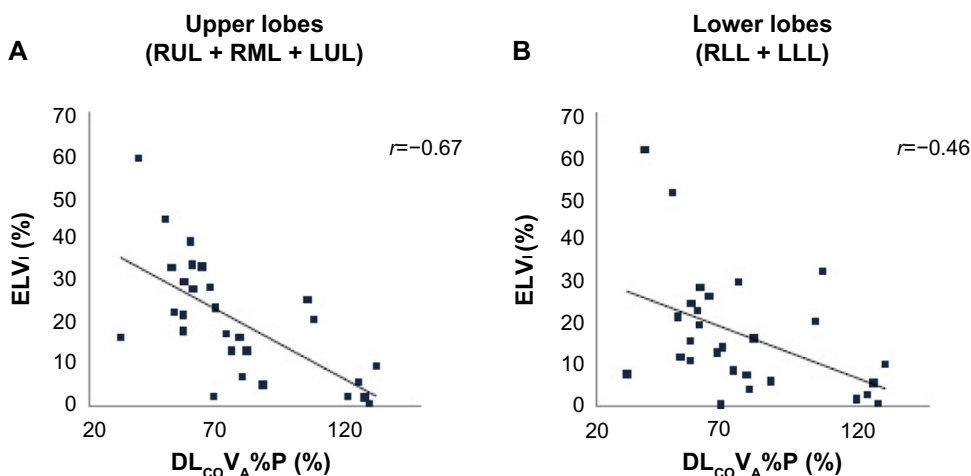 A
Upper lobes
(RUL + RML + LUL)
r=−0.67
ELVI (%)
70
60
50
40
30
20
10
0
20 70 120
DLCOVA%P (%)
B
Lower lobes
(RLL + LLL)
r=−0.46
ELVI (%)
70
60
50
40
30
20
10
0
20 70 120
DLCOVA%P (%)